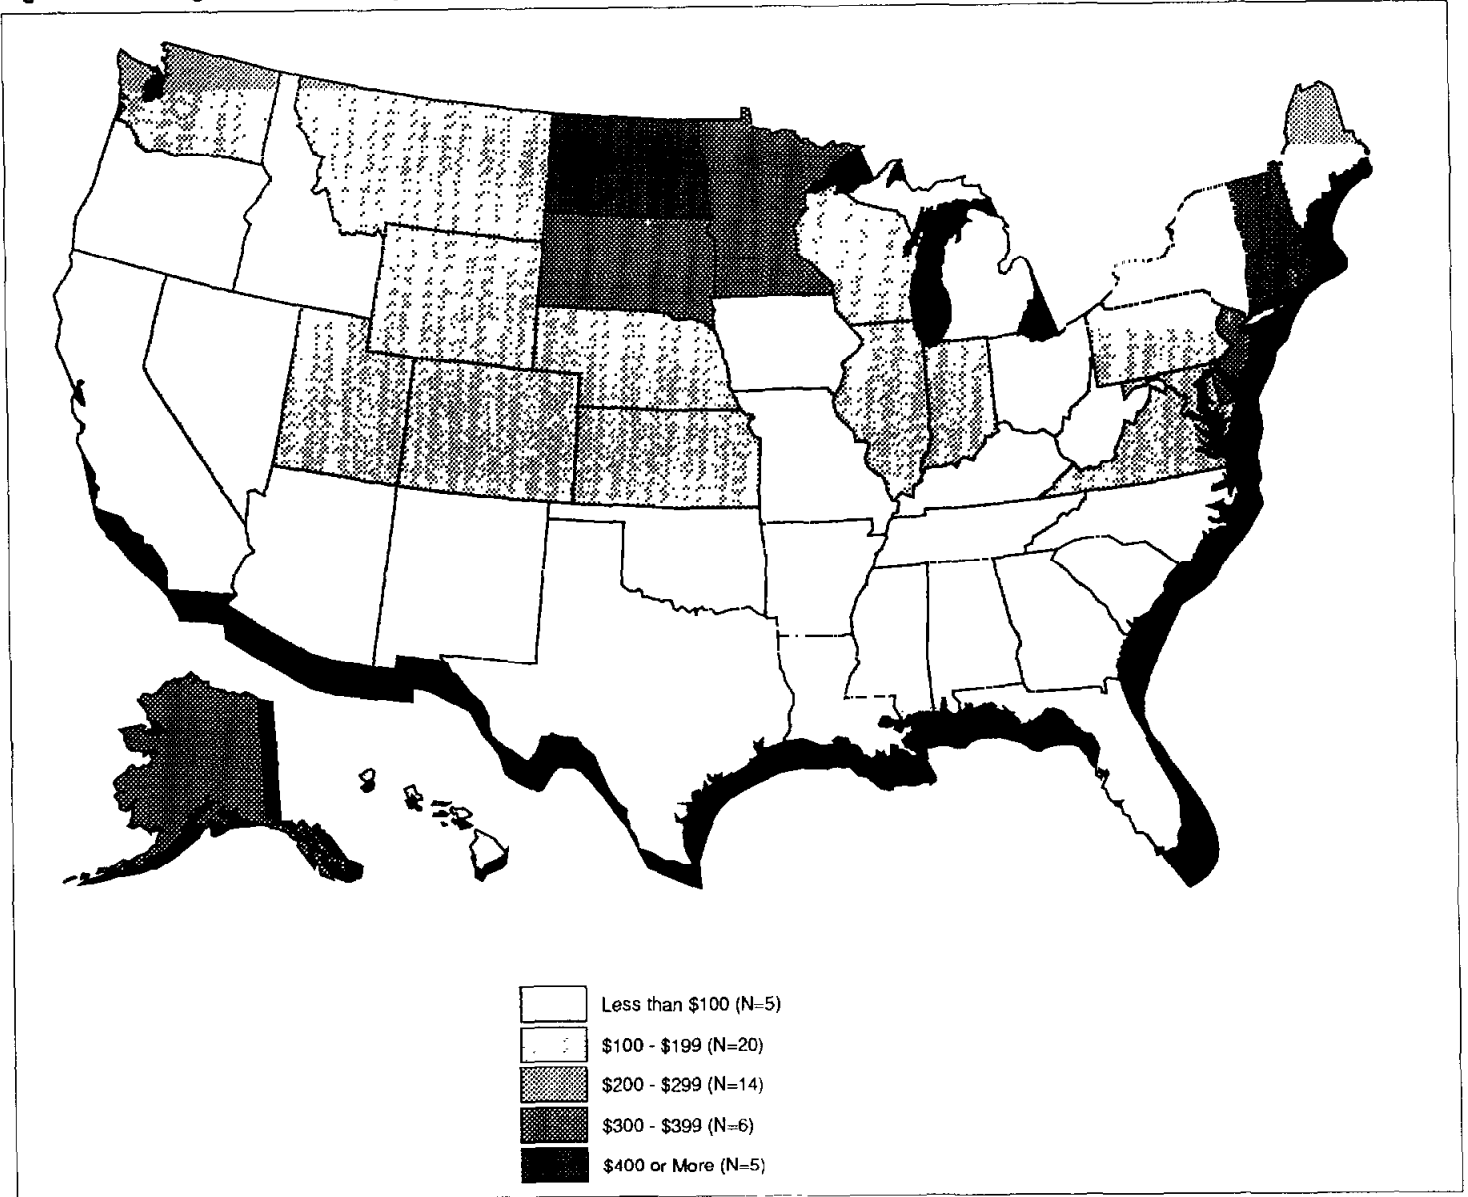 Less than $100 (N=5)
$100 - $199 (N=20)
$200 - $299 (N=14)
$300 - $399 (N=6)
$400 or More (N=5)